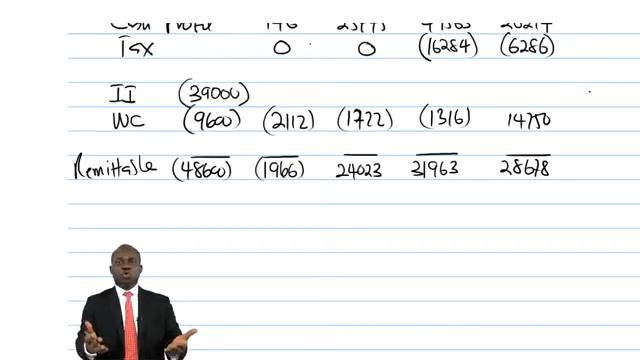 Tax 0 0 (16284) (6286)
II (39000)
WC (9600) (2112) (1722) (1316) 14750
Remittable (48600) (1966) 24023 31963 28678